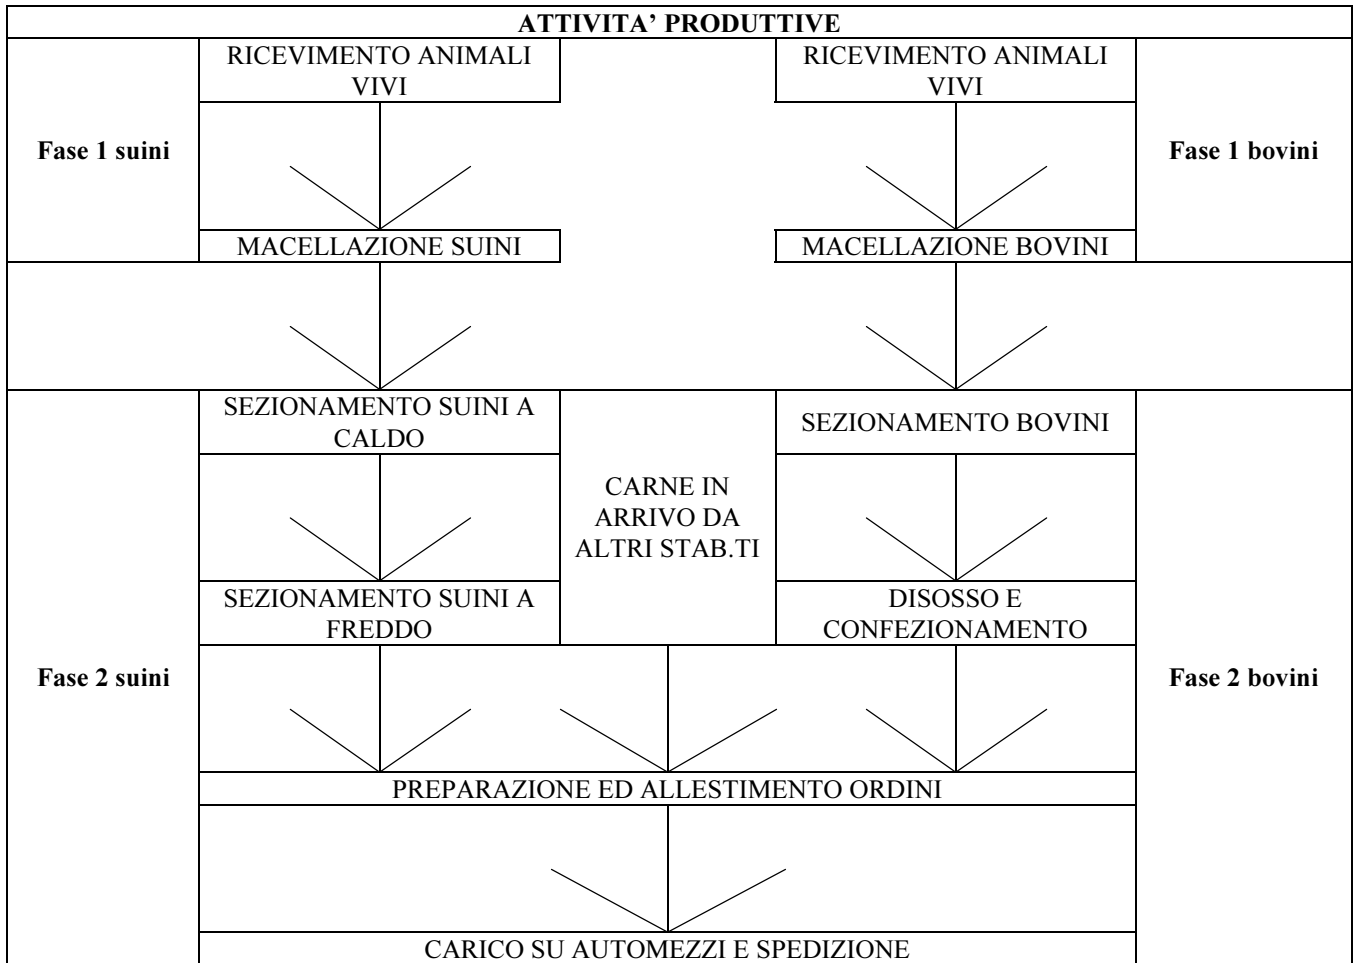 ATTIVITA’ PRODUTTIVE
RICEVIMENTO ANIMALI
VIVI
RICEVIMENTO ANIMALI
VIVI
Fase 1 suini
Fase 1 bovini
MACELLAZIONE SUINI
MACELLAZIONE BOVINI
SEZIONAMENTO SUINI A
CALDO
SEZIONAMENTO BOVINI
CARNE IN
ARRIVO DA
ALTRI STAB.TI
SEZIONAMENTO SUINI A
FREDDO
DISOSSO E
CONFEZIONAMENTO
Fase 2 suini
Fase 2 bovini
PREPARAZIONE ED ALLESTIMENTO ORDINI
CARICO SU AUTOMEZZI E SPEDIZIONE